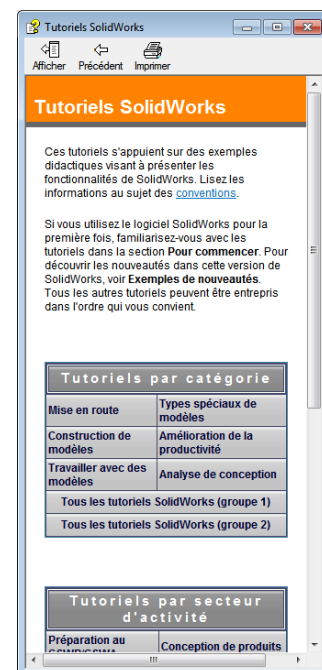 Tutoriels SolidWorks
Afficher Précédent Imprimer
Tutoriels SolidWorks
Ces tutoriels s'appuient sur des exemples
didactiques visant à présenter les
fonctionnalités de SolidWorks. Lisez les
informations au sujet des conventions.
Si vous utilisez le logiciel SolidWorks pour la
première fois, familiarisez-vous avec les
tutoriels dans la section Pour commencer. Pour
découvrir les nouveautés dans cette version de
SolidWorks, voir Exemples de nouveautés.
Tous les autres tutoriels peuvent être entrepris
dans l'ordre qui vous convient.
Tutoriels par catégorie
Mise en route
Types spéciaux de
modèles
Construction de
modèles
Amélioration de la
productivité
Travailler avec des
modèles
Analyse de conception
Tous les tutoriels SolidWorks (groupe 1)
Tous les tutoriels SolidWorks (groupe 2)
Tutoriels par secteur
d'activité
Préparation au
Conception de produits